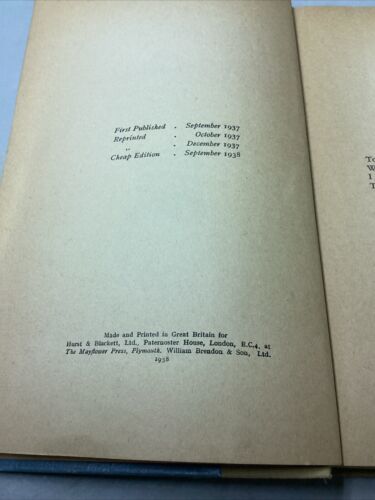 First Published . September 1937
Reprinted . October 1937
„ . December 1937
Cheap Edition . September 1938
Made and Printed in Great Britain for
Hurst & Blackett, Ltd., Paternoster House, London, E.C.4, at
The Mayflower Press, Plymouth. William Brendon & Son, Ltd.
1938
To
W
I
T